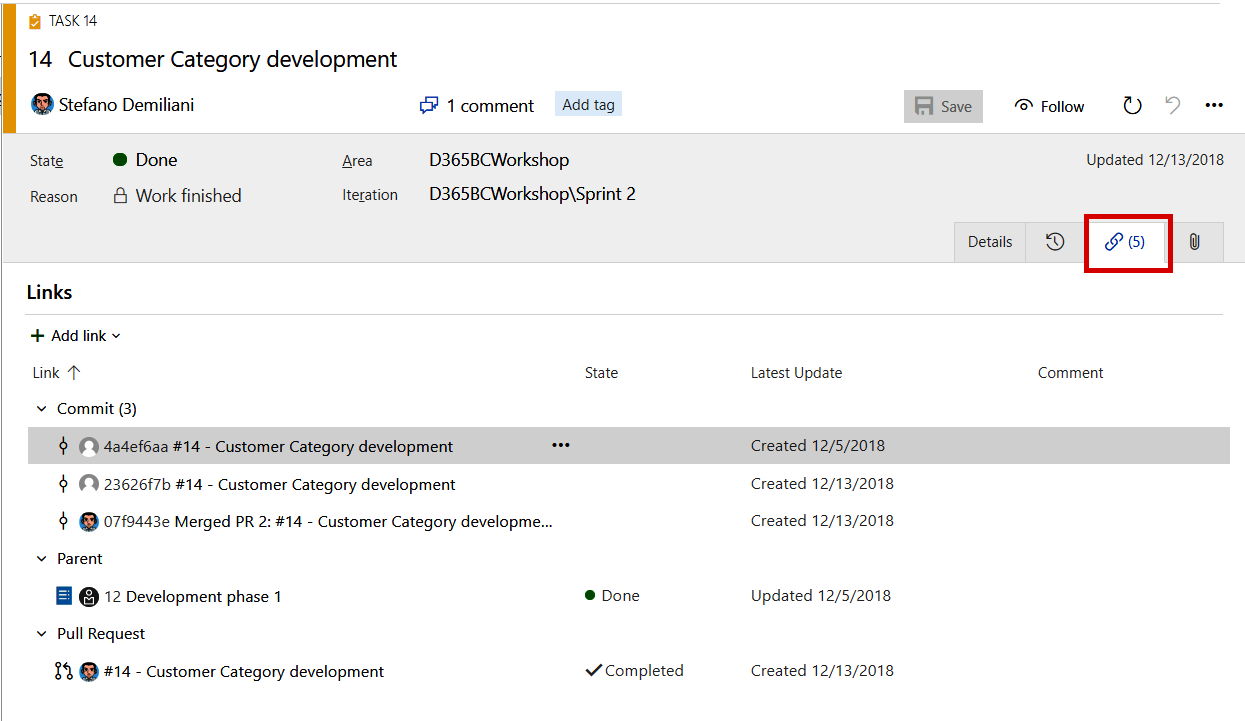 TASK 14
14 Customer Category development
Stefano Demiliani 1 comment Add tag Save Follow
State Done Area D365BCWorkshop Updated 12/13/2018
Reason Work finished Iteration D365BCWorkshop\Sprint 2
Details (5)
Links
Add link
Link State Latest Update Comment
Commit (3)
4a4ef6aa #14 - Customer Category development ••• Created 12/5/2018
23626f7b #14 - Customer Category development Created 12/13/2018
07f9443e Merged PR 2: #14 - Customer Category developme... Created 12/13/2018
Parent
12 Development phase 1 Done Updated 12/5/2018
Pull Request
#14 - Customer Category development Completed Created 12/13/2018